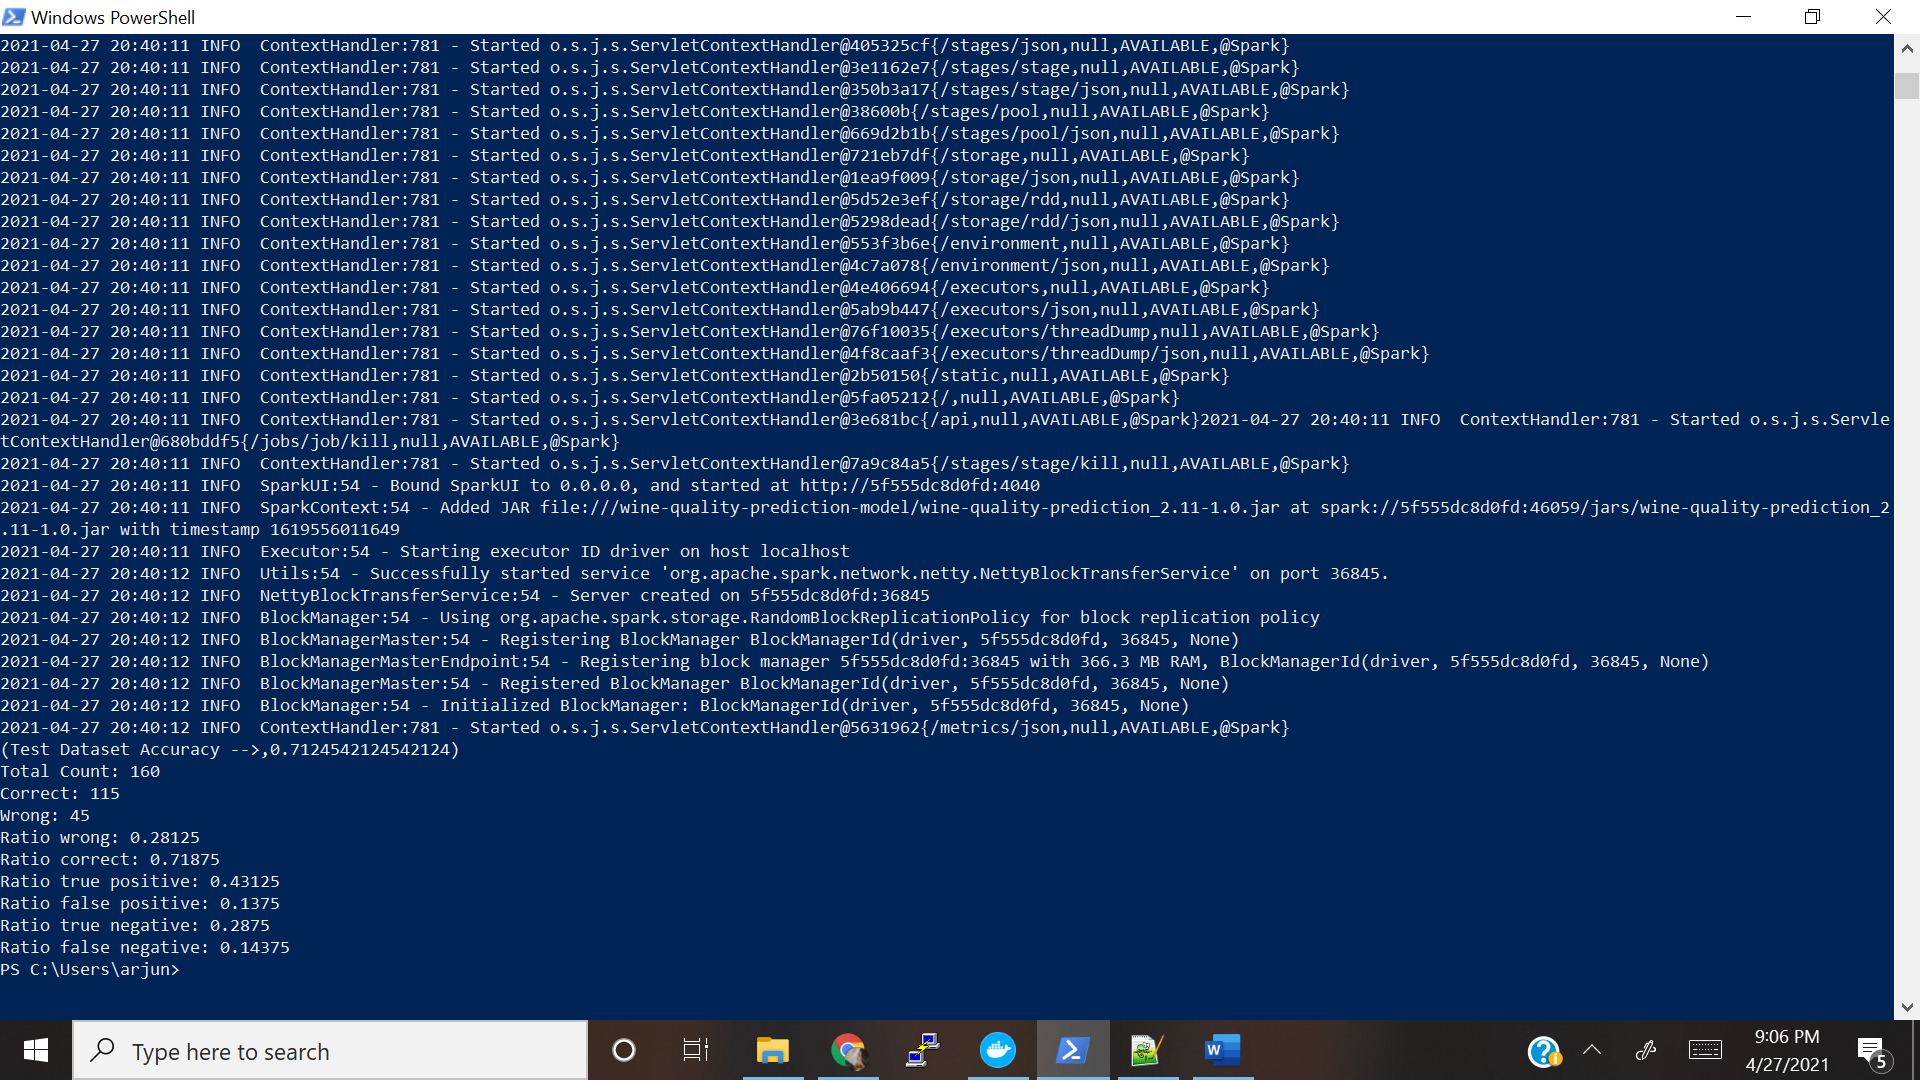 Windows PowerShell
2021-04-27 20:40:11 INFO  ContextHandler:781 - Started o.s.j.s.ServletContextHandler@405325cf{/stages/json,null,AVAILABLE,@Spark}
2021-04-27 20:40:11 INFO  ContextHandler:781 - Started o.s.j.s.ServletContextHandler@3e1162e7{/stages/stage,null,AVAILABLE,@Spark}
2021-04-27 20:40:11 INFO  ContextHandler:781 - Started o.s.j.s.ServletContextHandler@350b3a17{/stages/stage/json,null,AVAILABLE,@Spark}
2021-04-27 20:40:11 INFO  ContextHandler:781 - Started o.s.j.s.ServletContextHandler@38600b{/stages/pool,null,AVAILABLE,@Spark}
2021-04-27 20:40:11 INFO  ContextHandler:781 - Started o.s.j.s.ServletContextHandler@669d2b1b{/stages/pool/json,null,AVAILABLE,@Spark}
2021-04-27 20:40:11 INFO  ContextHandler:781 - Started o.s.j.s.ServletContextHandler@721eb7df{/storage,null,AVAILABLE,@Spark}
2021-04-27 20:40:11 INFO  ContextHandler:781 - Started o.s.j.s.ServletContextHandler@1ea9f009{/storage/json,null,AVAILABLE,@Spark}
2021-04-27 20:40:11 INFO  ContextHandler:781 - Started o.s.j.s.ServletContextHandler@5d52e3ef{/storage/rdd,null,AVAILABLE,@Spark}
2021-04-27 20:40:11 INFO  ContextHandler:781 - Started o.s.j.s.ServletContextHandler@5298dead{/storage/rdd/json,null,AVAILABLE,@Spark}
2021-04-27 20:40:11 INFO  ContextHandler:781 - Started o.s.j.s.ServletContextHandler@553f3b6e{/environment,null,AVAILABLE,@Spark}
2021-04-27 20:40:11 INFO  ContextHandler:781 - Started o.s.j.s.ServletContextHandler@4c7a078{/environment/json,null,AVAILABLE,@Spark}
2021-04-27 20:40:11 INFO  ContextHandler:781 - Started o.s.j.s.ServletContextHandler@4e406694{/executors,null,AVAILABLE,@Spark}
2021-04-27 20:40:11 INFO  ContextHandler:781 - Started o.s.j.s.ServletContextHandler@5ab9b447{/executors/json,null,AVAILABLE,@Spark}
2021-04-27 20:40:11 INFO  ContextHandler:781 - Started o.s.j.s.ServletContextHandler@76f10035{/executors/threadDump,null,AVAILABLE,@Spark}
2021-04-27 20:40:11 INFO  ContextHandler:781 - Started o.s.j.s.ServletContextHandler@4f8caaf3{/executors/threadDump/json,null,AVAILABLE,@Spark}
2021-04-27 20:40:11 INFO  ContextHandler:781 - Started o.s.j.s.ServletContextHandler@2b50150{/static,null,AVAILABLE,@Spark}
2021-04-27 20:40:11 INFO  ContextHandler:781 - Started o.s.j.s.ServletContextHandler@5fa05212{/,null,AVAILABLE,@Spark}
2021-04-27 20:40:11 INFO  ContextHandler:781 - Started o.s.j.s.ServletContextHandler@3e681bc{/api,null,AVAILABLE,@Spark}2021-04-27 20:40:11 INFO  ContextHandler:781 - Started o.s.j.s.Servle
tContextHandler@680bddf5{/jobs/job/kill,null,AVAILABLE,@Spark}
2021-04-27 20:40:11 INFO  ContextHandler:781 - Started o.s.j.s.ServletContextHandler@7a9c84a5{/stages/stage/kill,null,AVAILABLE,@Spark}
2021-04-27 20:40:11 INFO  SparkUI:54 - Bound SparkUI to 0.0.0.0, and started at http://5f555dc8d0fd:4040
2021-04-27 20:40:11 INFO  SparkContext:54 - Added JAR file:///wine-quality-prediction-model/wine-quality-prediction_2.11-1.0.jar at spark://5f555dc8d0fd:46059/jars/wine-quality-prediction_2
.11-1.0.jar with timestamp 1619556011649
2021-04-27 20:40:11 INFO  Executor:54 - Starting executor ID driver on host localhost
2021-04-27 20:40:12 INFO  Utils:54 - Successfully started service 'org.apache.spark.network.netty.NettyBlockTransferService' on port 36845.
2021-04-27 20:40:12 INFO  NettyBlockTransferService:54 - Server created on 5f555dc8d0fd:36845
2021-04-27 20:40:12 INFO  BlockManager:54 - Using org.apache.spark.storage.RandomBlockReplicationPolicy for block replication policy
2021-04-27 20:40:12 INFO  BlockManagerMaster:54 - Registering BlockManager BlockManagerId(driver, 5f555dc8d0fd, 36845, None)
2021-04-27 20:40:12 INFO  BlockManagerMasterEndpoint:54 - Registering block manager 5f555dc8d0fd:36845 with 366.3 MB RAM, BlockManagerId(driver, 5f555dc8d0fd, 36845, None)
2021-04-27 20:40:12 INFO  BlockManagerMaster:54 - Registered BlockManager BlockManagerId(driver, 5f555dc8d0fd, 36845, None)
2021-04-27 20:40:12 INFO  BlockManager:54 - Initialized BlockManager: BlockManagerId(driver, 5f555dc8d0fd, 36845, None)
2021-04-27 20:40:12 INFO  ContextHandler:781 - Started o.s.j.s.ServletContextHandler@5631962{/metrics/json,null,AVAILABLE,@Spark}
(Test Dataset Accuracy -->,0.7124542124542124)
Total Count: 160
Correct: 115
Wrong: 45
Ratio wrong: 0.28125
Ratio correct: 0.71875
Ratio true positive: 0.43125
Ratio false positive: 0.1375
Ratio true negative: 0.2875
Ratio false negative: 0.14375
PS C:\Users\arjun>
Type here to search
W
?
9:06 PM
4/27/2021
5